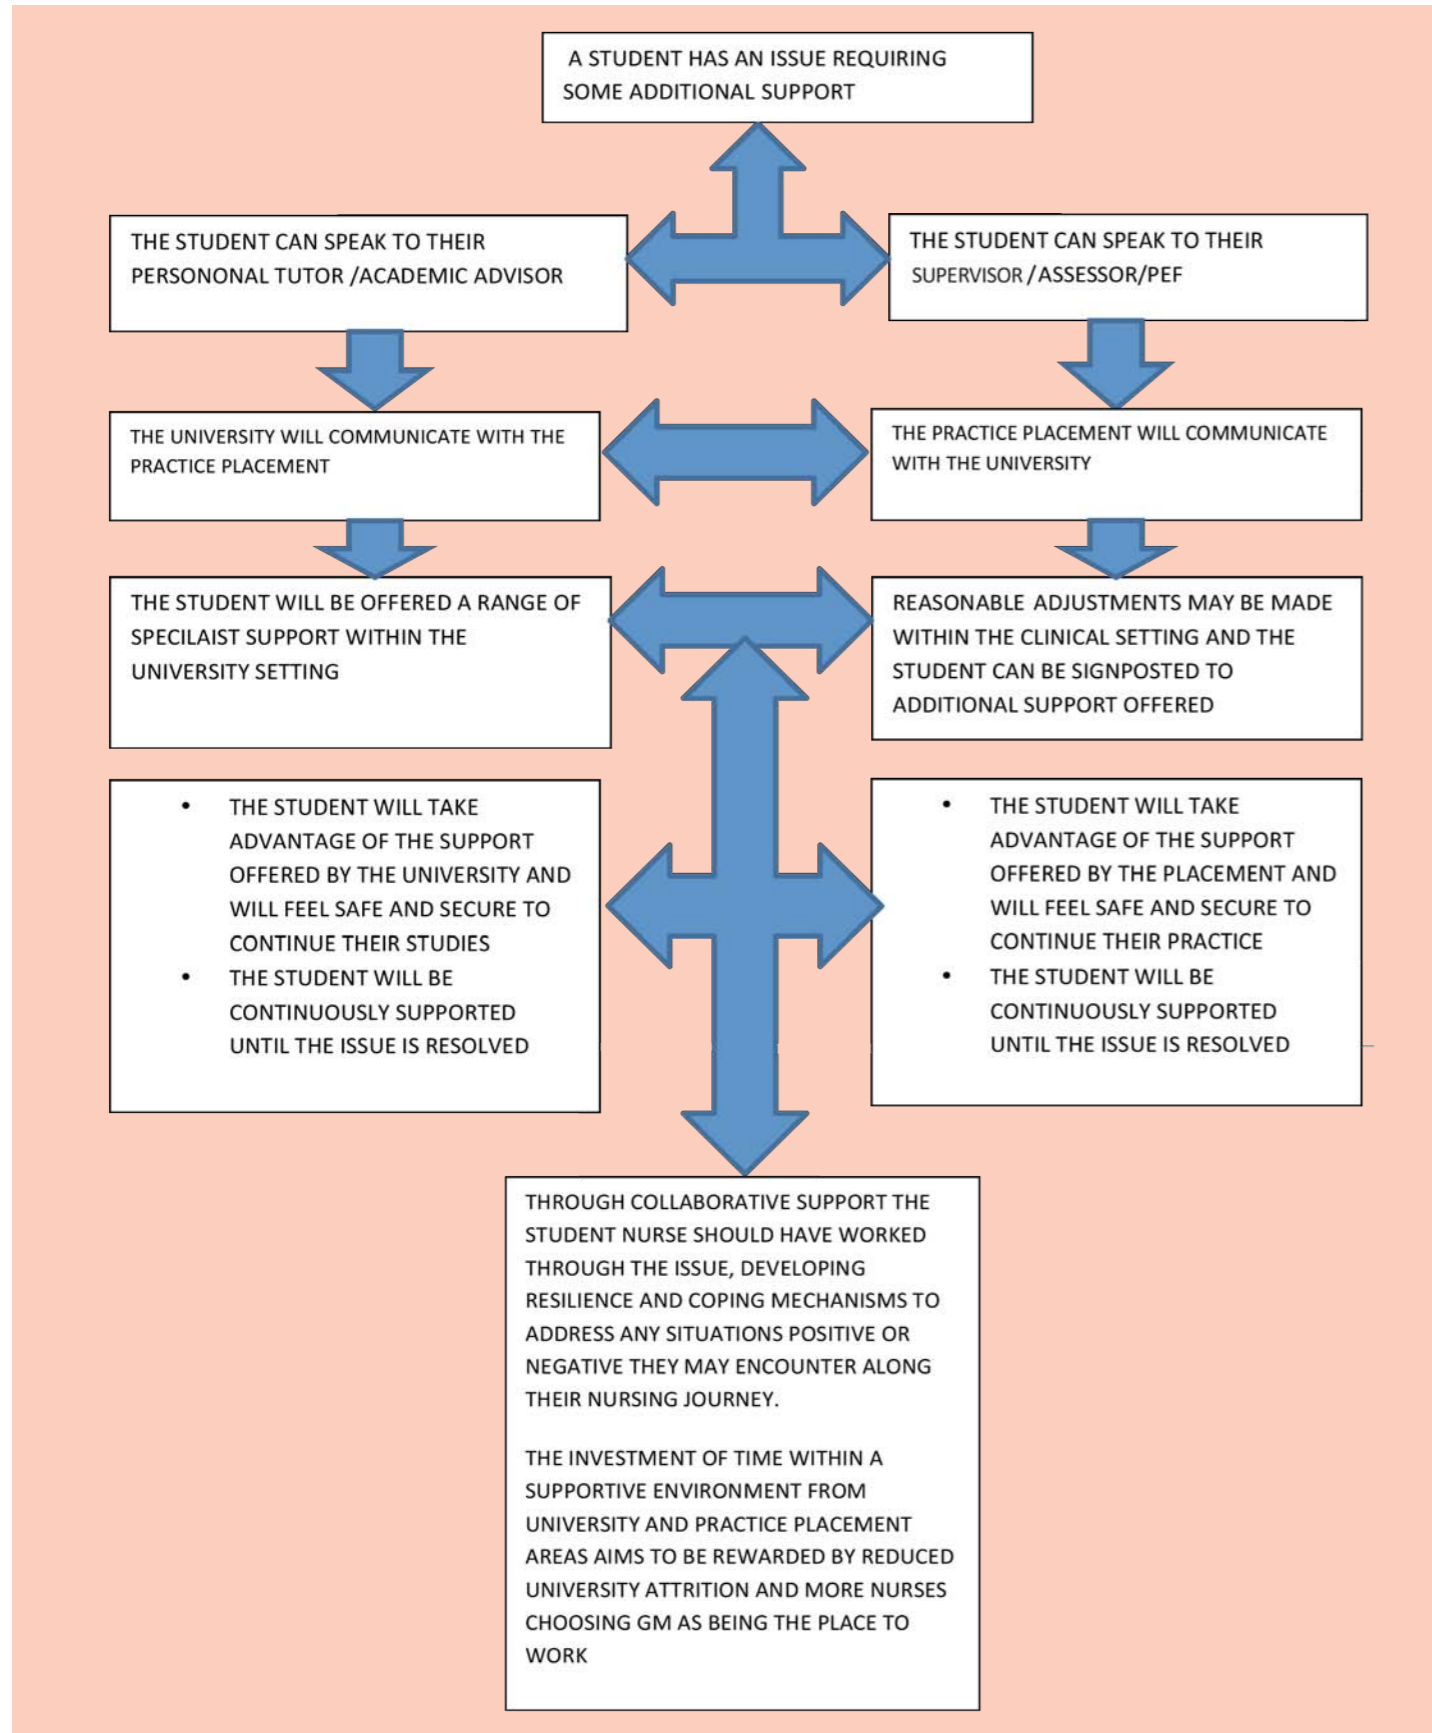 A STUDENT HAS AN ISSUE REQUIRING
SOME ADDITIONAL SUPPORT
THE STUDENT CAN SPEAK TO THEIR
PERSONONAL TUTOR /ACADEMIC ADVISOR
THE STUDENT CAN SPEAK TO THEIR
SUPERVISOR /ASSESSOR/PEF
THE UNIVERSITY WILL COMMUNICATE WITH THE
PRACTICE PLACEMENT
THE PRACTICE PLACEMENT WILL COMMUNICATE
WITH THE UNIVERSITY
THE STUDENT WILL BE OFFERED A RANGE OF
SPECILAIST SUPPORT WITHIN THE
UNIVERSITY SETTING
REASONABLE ADJUSTMENTS MAY BE MADE
WITHIN THE CLINICAL SETTING AND THE
STUDENT CAN BE SIGNPOSTED TO
ADDITIONAL SUPPORT OFFERED
• THE STUDENT WILL TAKE
ADVANTAGE OF THE SUPPORT
OFFERED BY THE UNIVERSITY AND
WILL FEEL SAFE AND SECURE TO
CONTINUE THEIR STUDIES
• THE STUDENT WILL BE
CONTINUOUSLY SUPPORTED
UNTIL THE ISSUE IS RESOLVED
• THE STUDENT WILL TAKE
ADVANTAGE OF THE SUPPORT
OFFERED BY THE PLACEMENT AND
WILL FEEL SAFE AND SECURE TO
CONTINUE THEIR PRACTICE
• THE STUDENT WILL BE
CONTINUOUSLY SUPPORTED
UNTIL THE ISSUE IS RESOLVED
THROUGH COLLABORATIVE SUPPORT THE
STUDENT NURSE SHOULD HAVE WORKED
THROUGH THE ISSUE, DEVELOPING
RESILIENCE AND COPING MECHANISMS TO
ADDRESS ANY SITUATIONS POSITIVE OR
NEGATIVE THEY MAY ENCOUNTER ALONG
THEIR NURSING JOURNEY.
THE INVESTMENT OF TIME WITHIN A
SUPPORTIVE ENVIRONMENT FROM
UNIVERSITY AND PRACTICE PLACEMENT
AREAS AIMS TO BE REWARDED BY REDUCED
UNIVERSITY ATTRITION AND MORE NURSES
CHOOSING GM AS BEING THE PLACE TO
WORK